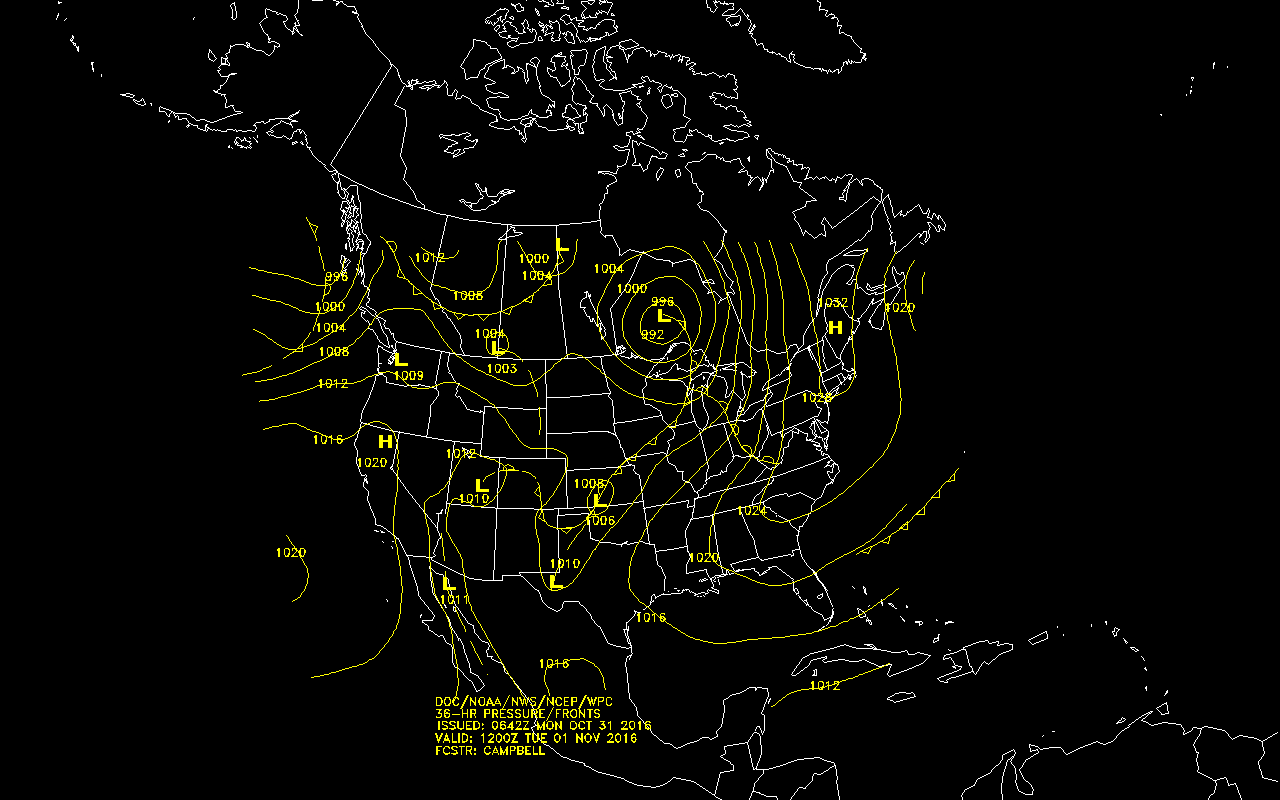 L
1012
1000
1004
1004
996
1008
1000
1032
1000
996
1020
1004
L
H
1004
992
1008
L
L
1003
1009
1012
1028
1016
H
1012
1020
L
1008
1010
L
1024
1006
1020
1020
1010
L
L
1011
1016
1016
1012
DOC/NOAA/NWS/NCEP/WPC
36-HR PRESSURE/FRONTS
ISSUED: 0642Z MON OCT 31 2016
VALID: 1200Z TUE 01 NOV 2016
FCSTR: CAMPBELL